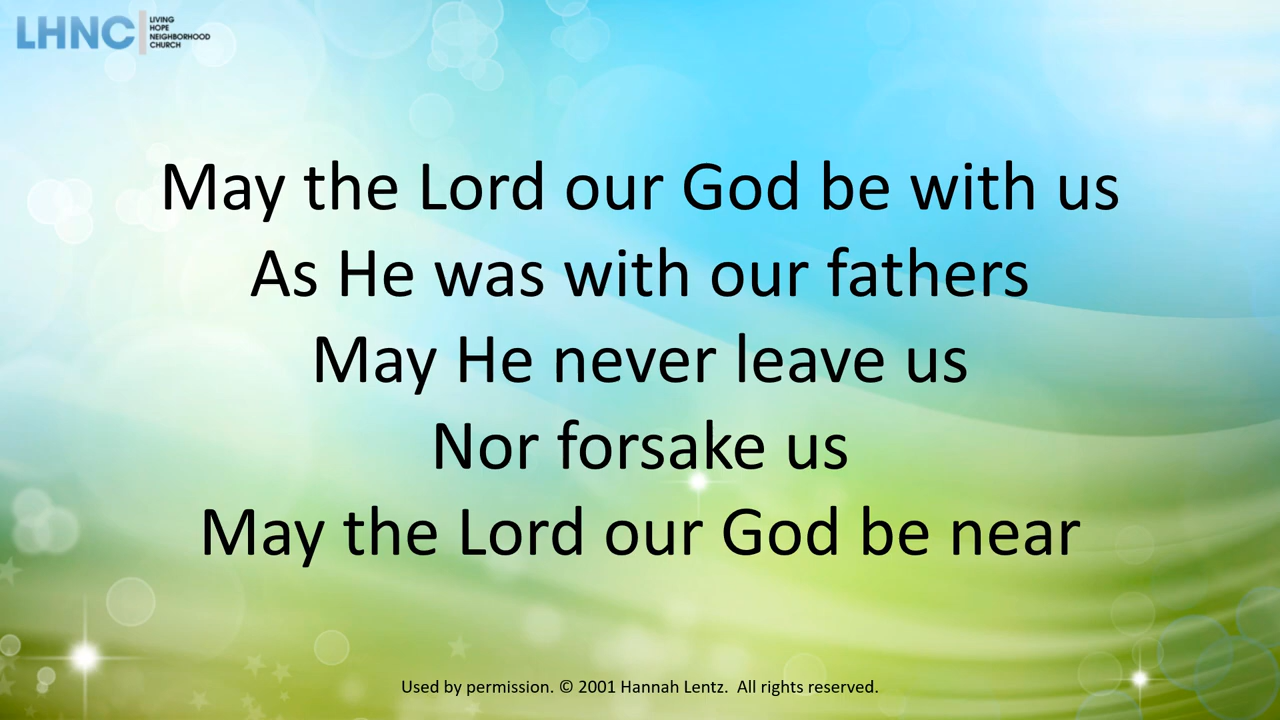 LHNC
LIVING
HOPE
NEIGHBORHOOD
CHURCH
May the Lord our God be with us
As He was with our fathers
May He never leave us
Nor forsake us
May the Lord our God be near
Used by permission. © 2001 Hannah Lentz.  All rights reserved.